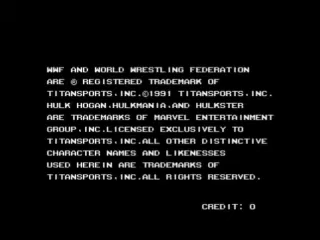 WWF AND WORLD WRESTLING FEDERATION
ARE ® REGISTERED TRADEMARK OF
TITANSPORTS,INC.©1991 TITANSPORTS,INC.
HULK HOGAN,HULKMANIA,AND HULKSTER
ARE TRADEMARKS OF MARVEL ENTERTAINMENT
GROUP,INC.LICENSED EXCLUSIVELY TO
TITANSPORTS,INC.ALL OTHER DISTINCTIVE
CHARACTER NAMES AND LIKENESSES
USED HEREIN ARE TRADEMARKS OF
TITANSPORTS,INC.ALL RIGHTS RESERVED.
CREDIT: 0